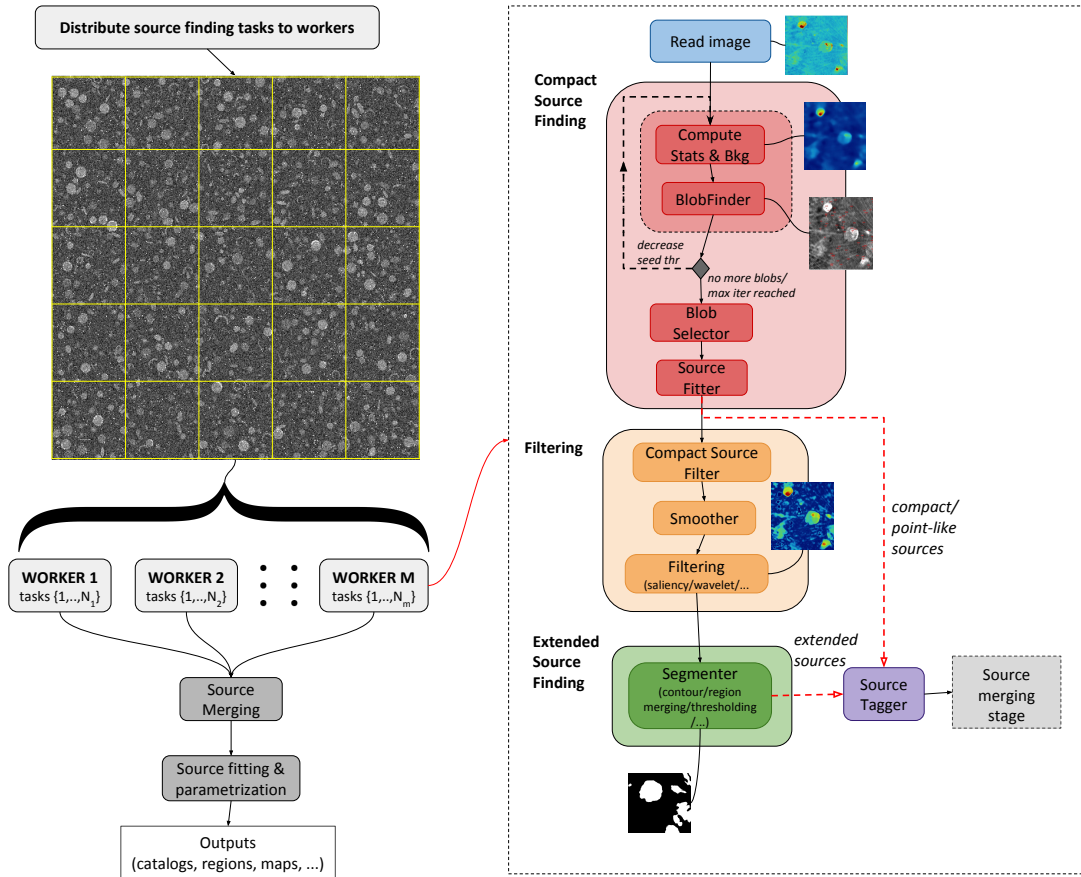 Distribute source finding tasks to workers
WORKER 1
tasks {1,..,N₁}
WORKER 2
tasks {1,..,N₂}
WORKER M
tasks {1,..,Nₘ}
Source
Merging
Source fitting &
parametrization
Outputs
(catalogs, regions, maps, ...)
Read image
Compact
Source
Finding
Compute
Stats & Bkg
BlobFinder
decrease
seed thr
no more blobs/
max iter reached
Blob
Selector
Source
Fitter
Filtering
Compact Source
Filter
Smoother
Filtering
(saliency/wavelet/...
compact/
point-like
sources
Extended
Source
Finding
Segmenter
(contour/region
merging/thresholding
/...)
extended
sources
Source
Tagger
Source
merging
stage